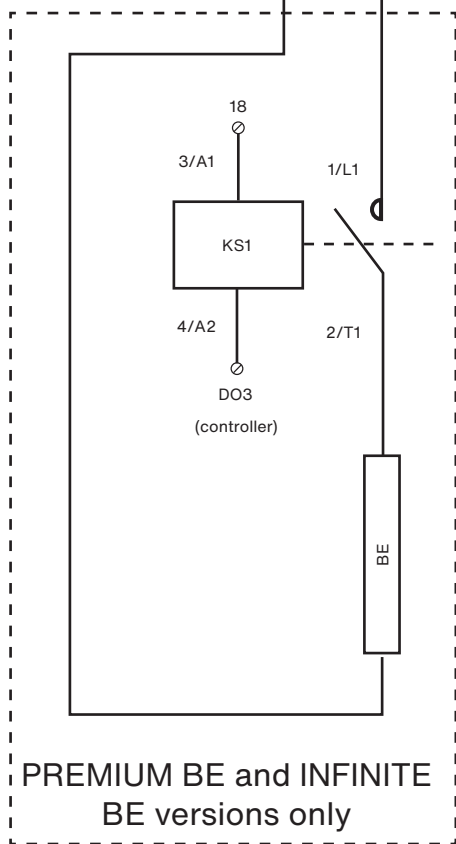 18
3/A1
1/L1
KS1
4/A2
2/T1
DO3
(controller)
BE
PREMIUM BE and INFINITE
BE versions only